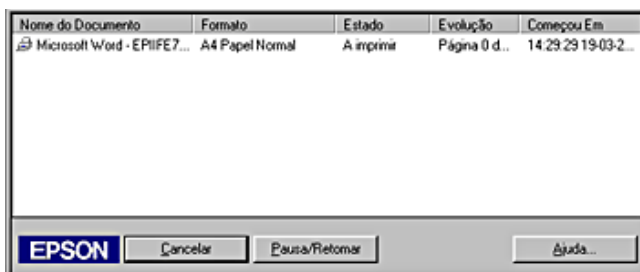 Nome do Documento Formato Estado Evolução Começou Em
Microsoft Word - EPIIFE7... A4 Papel Normal A imprimir Página 0 d... 14:29:29 19-03-2...
EPSON Cancelar Pausa/Retomar Ajuda...